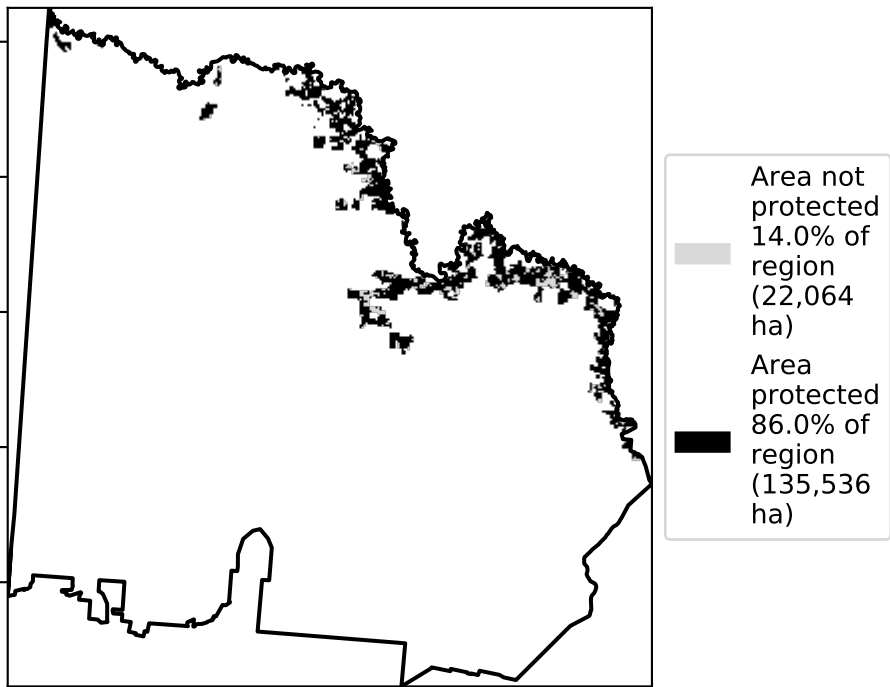 Area not
protected
14.0% of
region
(22,064
ha)
Area
protected
86.0% of
region
(135,536
ha)